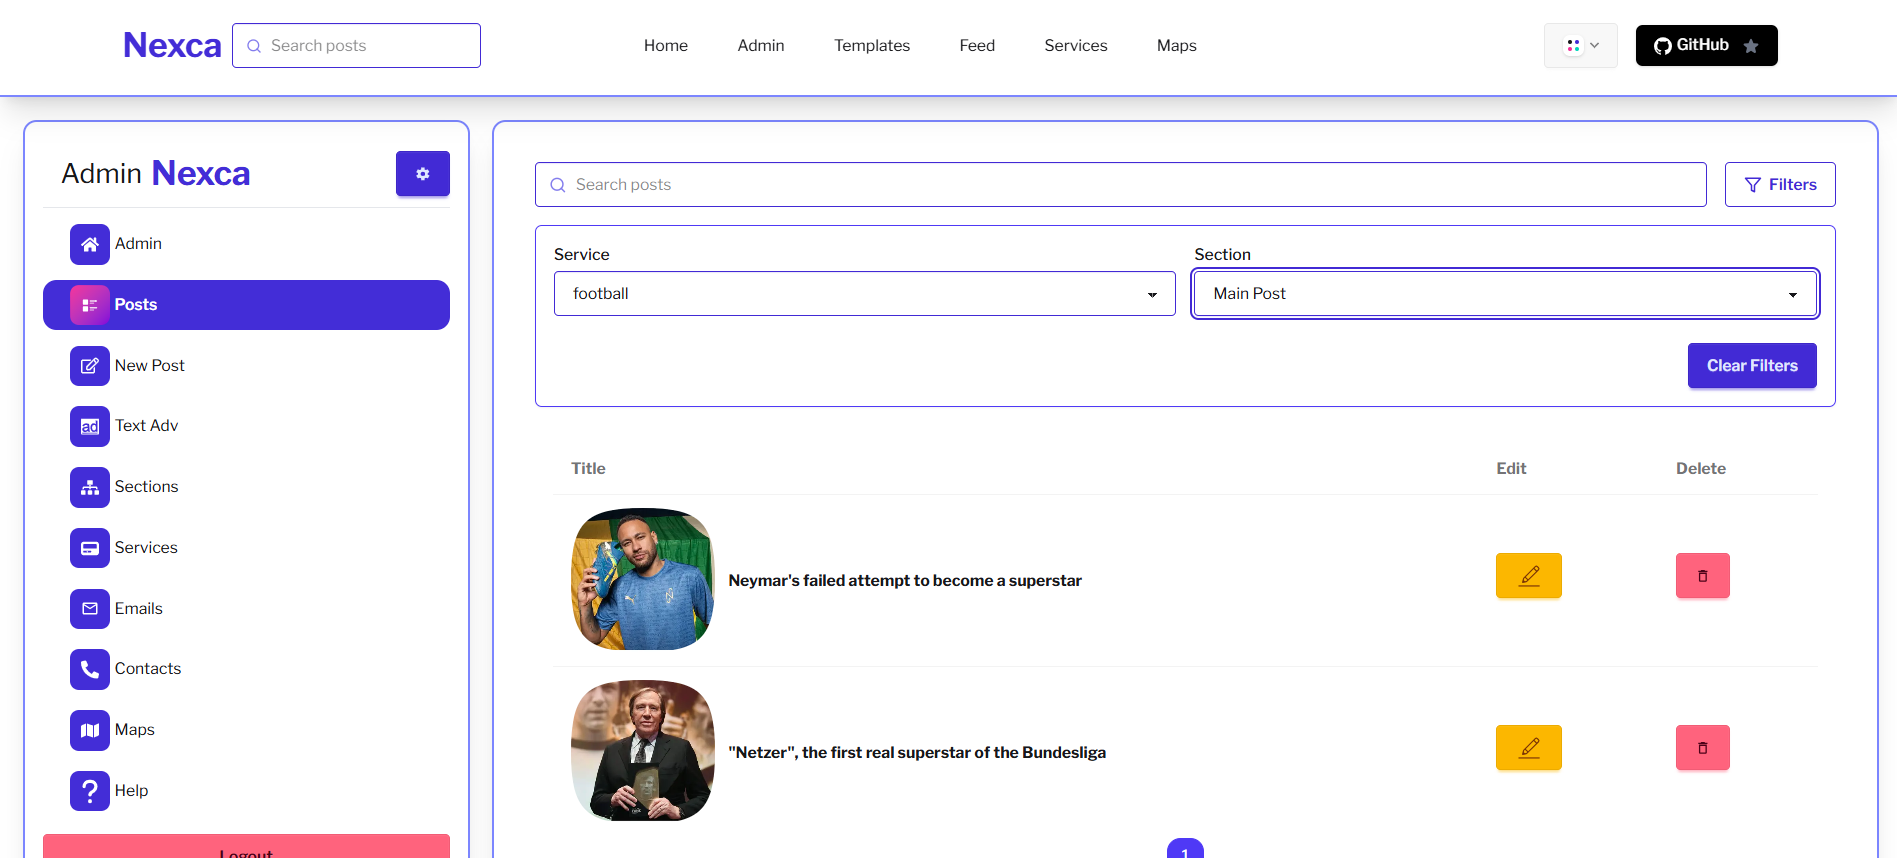 Nexca
Search posts
Home
Admin
Templates
Feed
Services
Maps
GitHub
Admin Nexca
Admin
Posts
New Post
ad
Text Adv
Sections
Services
Emails
Contacts
Maps
Help
Logout
Search posts
Filters
Service
Section
football
Main Post
Clear Filters
Title
Edit
Delete
Neymar's failed attempt to become a superstar
"Netzer", the first real superstar of the Bundesliga
1